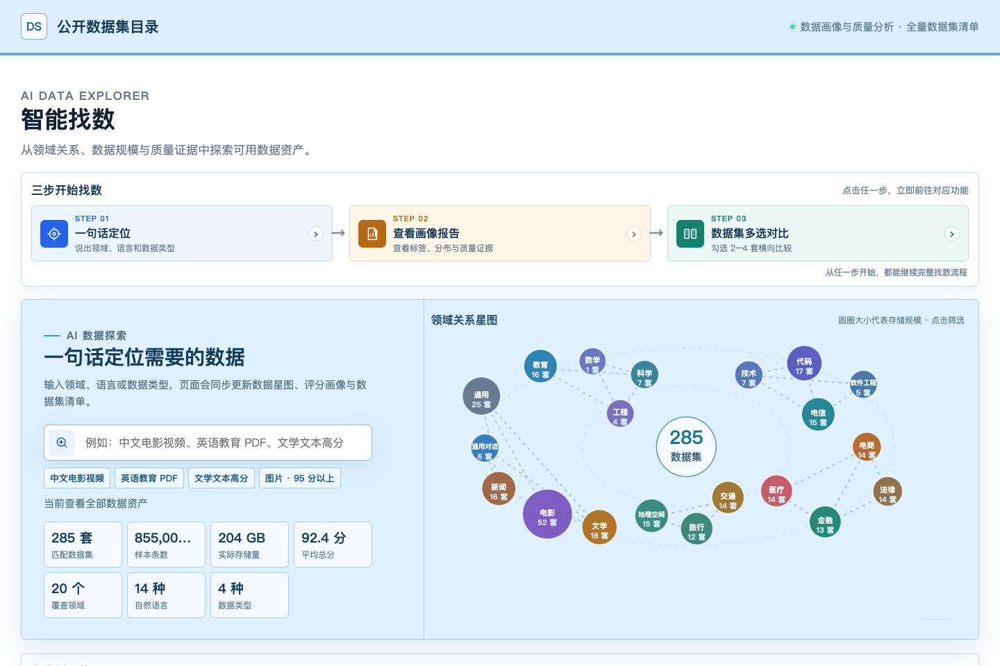 DS
公开数据集目录
数据画像与质量分析 · 全量数据集清单
AI DATA EXPLORER
智能找数
从领域关系、数据规模与质量证据中探索可用数据资产。
三步开始找数
点击任一步，立即前往对应功能
STEP 01
一句话定位
说出领域、语言和数据类型
STEP 02
查看画像报告
查看标签、分布与质量证据
STEP 03
数据集多选对比
勾选 2—4 套横向比较
从任一步开始，都能继续完整找数流程
AI 数据探索
一句话定位需要的数据
输入领域、语言或数据类型，页面会同步更新数据星图、评分画像与数
据集清单。
例如：中文电影视频、英语教育 PDF、文学文本高分
中文电影视频
英语教育 PDF
文学文本高分
图片 · 95 分以上
当前查看全部数据资产
285 套
匹配数据集
855,00...
样本条数
204 GB
实际存储量
92.4 分
平均总分
20 个
覆盖领域
14 种
自然语言
4 种
数据类型
领域关系星图
圆圈大小代表存储规模 · 点击筛选
教育
16 套
数学
1 套
科学
7 套
技术
7 套
代码
17 套
软件工程
5 套
通用
25 套
工程
4 套
电信
15 套
285
数据集
通用对话
6 套
电商
14 套
新闻
16 套
电影
52 套
文学
18 套
地理空间
15 套
旅行
12 套
交通
14 套
医疗
14 套
金融
13 套
法律
14 套